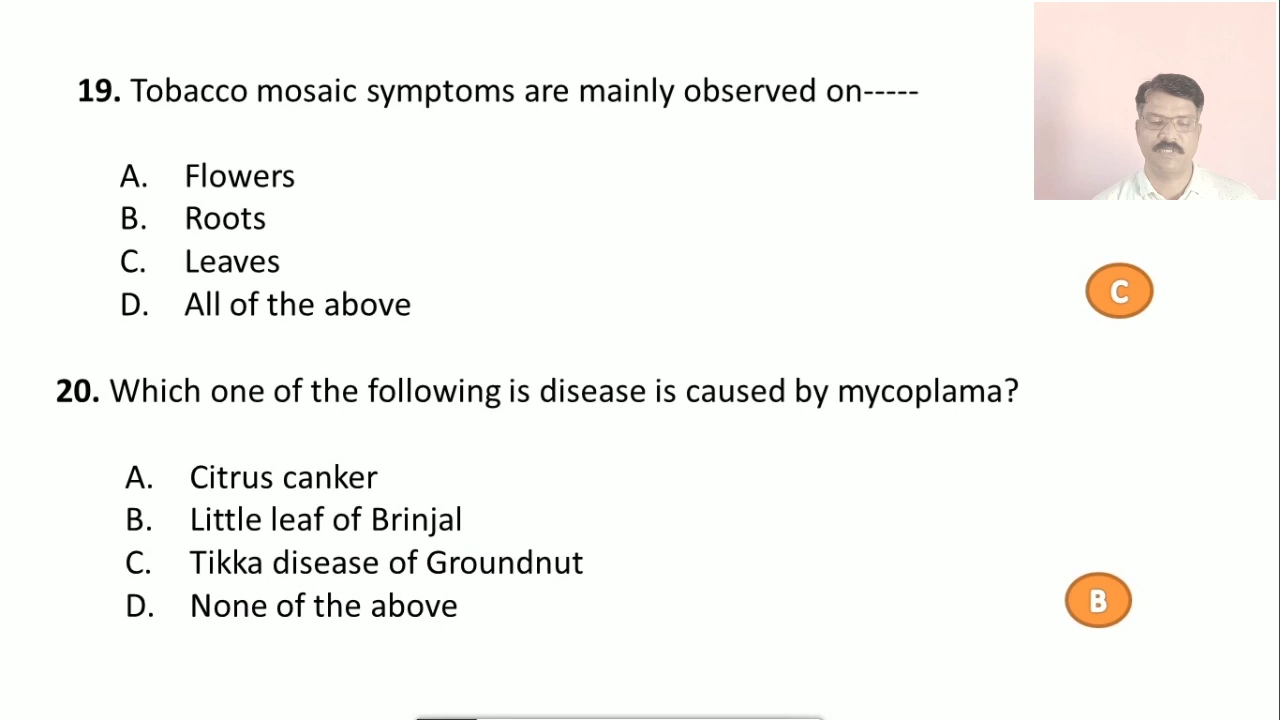 19. Tobacco mosaic symptoms are mainly observed on-----
A. Flowers
B. Roots
C. Leaves
D. All of the above
C
20. Which one of the following is disease is caused by mycoplama?
A. Citrus canker
B. Little leaf of Brinjal
C. Tikka disease of Groundnut
D. None of the above
B